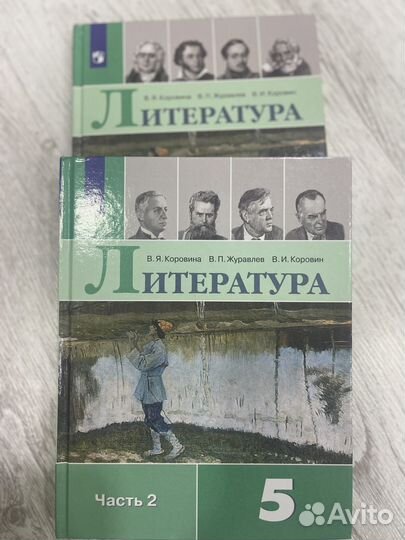 В. Я. Коровина В. П. Журавлев В. И. Коровин
ЛИТЕРАТУРА
В. Я. Коровина В. П. Журавлев В. И. Коровин
ЛИТЕРАТУРА
Часть 2
5
Avito